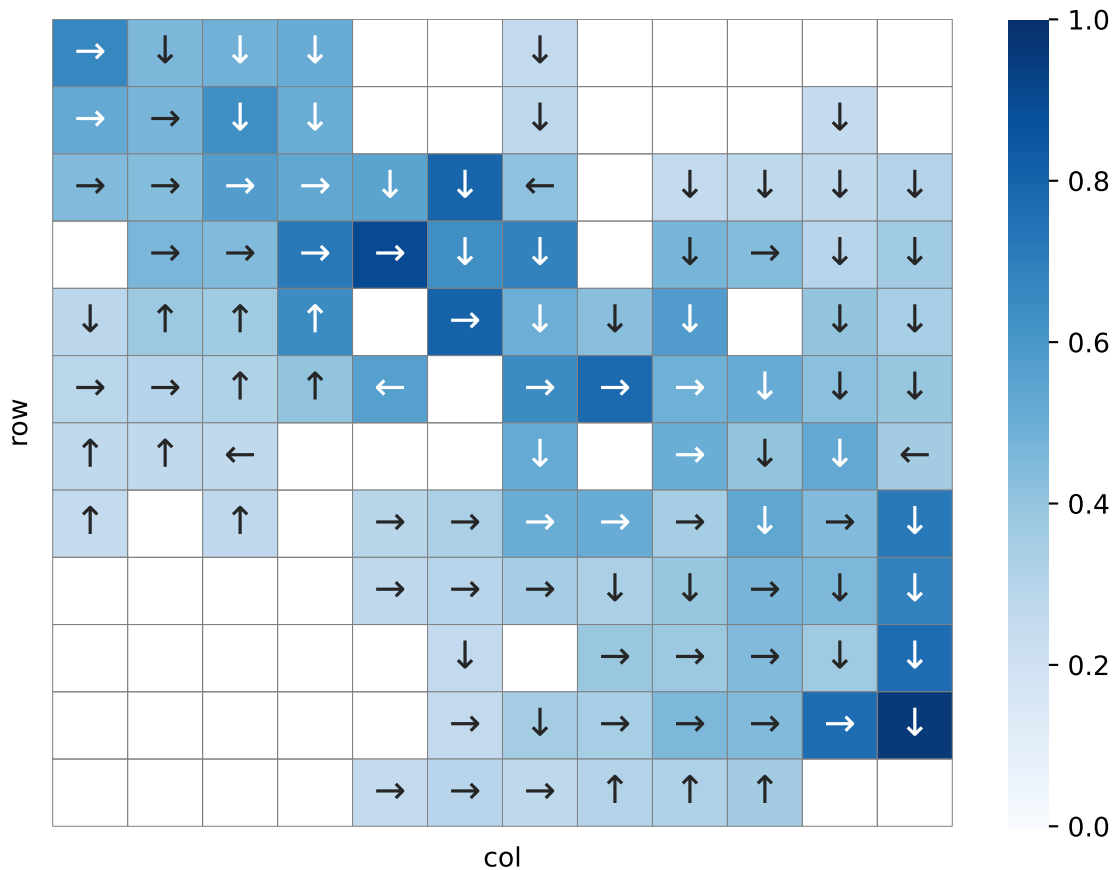 1.0
→ ↓ ↓ ↓ ↓
→ → ↓ ↓ ↓ ↓
→ → → → ↓ ↓ ← ↓ ↓ ↓ ↓
0.8
→ → → → ↓ ↓ ↓ → ↓ ↓
↓ ↑ ↑ ↑ → ↓ ↓ ↓ ↓ ↓
0.6
→ → ↑ ↑ ← → → → ↓ ↓ ↓
row
↑ ↑ ← ↓ → ↓ ↓ ←
0.4
↑ ↑ → → → → → ↓ → ↓
→ → → ↓ ↓ → ↓ ↓
↓ → → → ↓ ↓
0.2
→ ↓ → → → → ↓
→ → → ↑ ↑ ↑
0.0
col